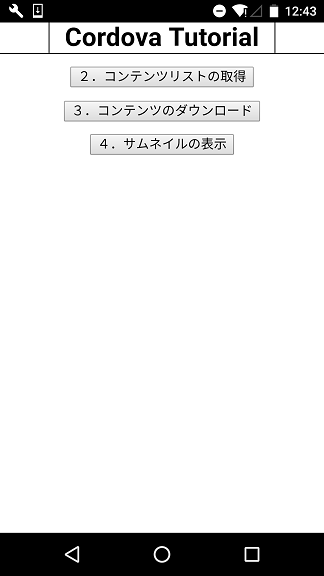 12:43
Cordova Tutorial
２．コンテンツリストの取得
３．コンテンツのダウンロード
４．サムネイルの表示